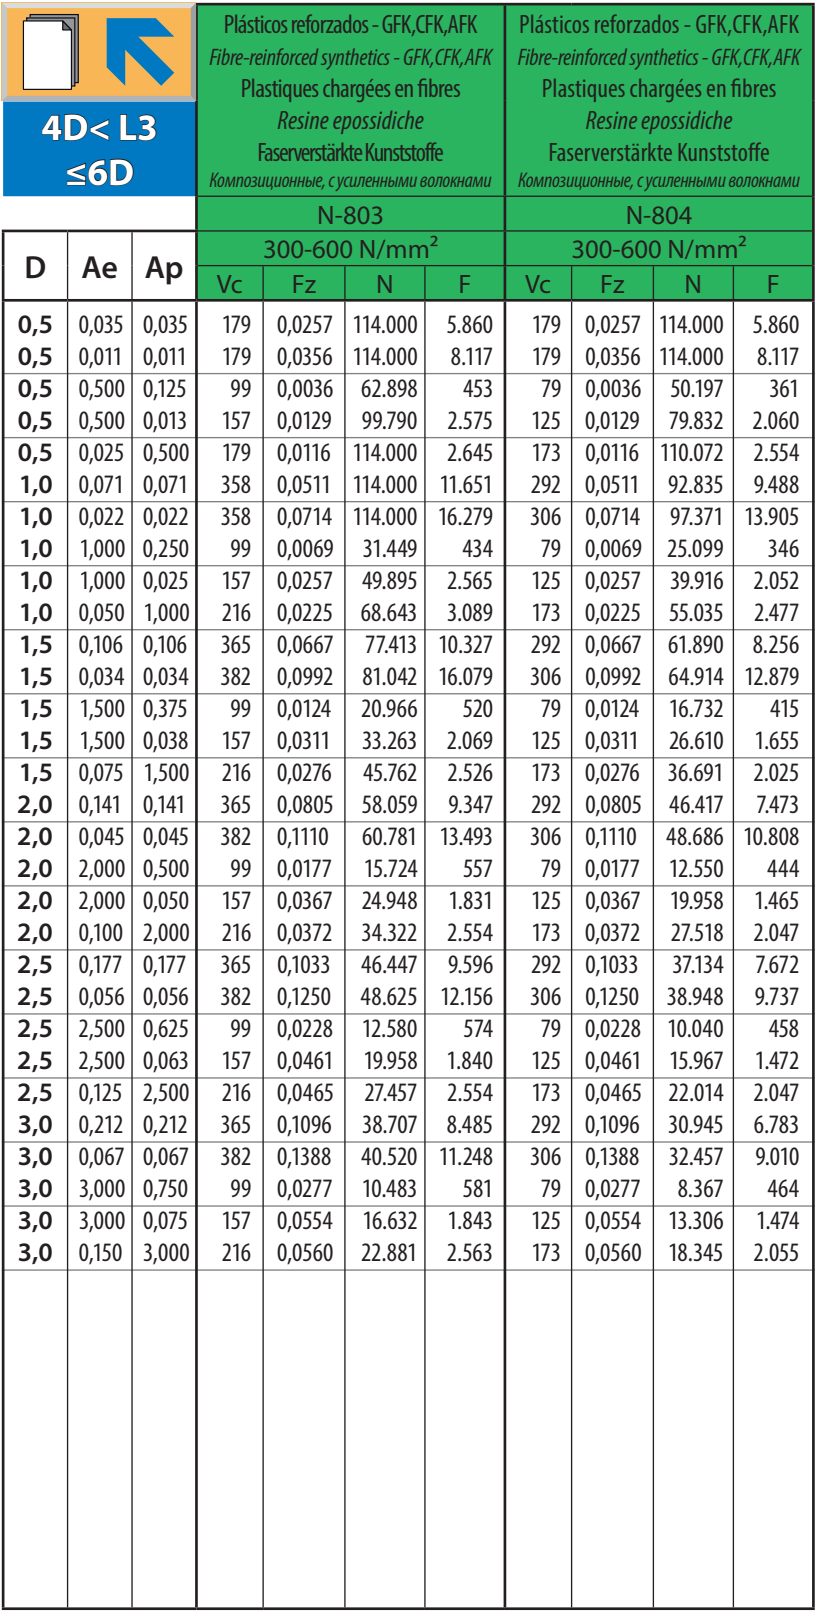 4D< L3
≤6D
Plásticos reforzados - GFK,CFK,AFK
Fibre-reinforced synthetics - GFK,CFK,AFK
Plastiques chargées en fibres
Resine epossidiche
Faserverstärkte Kunststoffe
Композиционные, с усиленными волокнами
Plásticos reforzados - GFK,CFK,AFK
Fibre-reinforced synthetics - GFK,CFK,AFK
Plastiques chargées en fibres
Resine epossidiche
Faserverstärkte Kunststoffe
Композиционные, с усиленными волокнами
N-803 N-804
300-600 N/mm² 300-600 N/mm²
D Ae Ap Vc Fz N F Vc Fz N F
0,5 0,035 0,035 179 0,0257 114.000 5.860 179 0,0257 114.000 5.860
0,5 0,011 0,011 179 0,0356 114.000 8.117 179 0,0356 114.000 8.117
0,5 0,500 0,125 99 0,0036 62.898 453 79 0,0036 50.197 361
0,5 0,500 0,013 157 0,0129 99.790 2.575 125 0,0129 79.832 2.060
0,5 0,025 0,500 179 0,0116 114.000 2.645 173 0,0116 110.072 2.554
1,0 0,071 0,071 358 0,0511 114.000 11.651 292 0,0511 92.835 9.488
1,0 0,022 0,022 358 0,0714 114.000 16.279 306 0,0714 97.371 13.905
1,0 1,000 0,250 99 0,0069 31.449 434 79 0,0069 25.099 346
1,0 1,000 0,025 157 0,0257 49.895 2.565 125 0,0257 39.916 2.052
1,0 0,050 1,000 216 0,0225 68.643 3.089 173 0,0225 55.035 2.477
1,5 0,106 0,106 365 0,0667 77.413 10.327 292 0,0667 61.890 8.256
1,5 0,034 0,034 382 0,0992 81.042 16.079 306 0,0992 64.914 12.879
1,5 1,500 0,375 99 0,0124 20.966 520 79 0,0124 16.732 415
1,5 1,500 0,038 157 0,0311 33.263 2.069 125 0,0311 26.610 1.655
1,5 0,075 1,500 216 0,0276 45.762 2.526 173 0,0276 36.691 2.025
2,0 0,141 0,141 365 0,0805 58.059 9.347 292 0,0805 46.417 7.473
2,0 0,045 0,045 382 0,1110 60.781 13.493 306 0,1110 48.686 10.808
2,0 2,000 0,500 99 0,0177 15.724 557 79 0,0177 12.550 444
2,0 2,000 0,050 157 0,0367 24.948 1.831 125 0,0367 19.958 1.465
2,0 0,100 2,000 216 0,0372 34.322 2.554 173 0,0372 27.518 2.047
2,5 0,177 0,177 365 0,1033 46.447 9.596 292 0,1033 37.134 7.672
2,5 0,056 0,056 382 0,1250 48.625 12.156 306 0,1250 38.948 9.737
2,5 2,500 0,625 99 0,0228 12.580 574 79 0,0228 10.040 458
2,5 2,500 0,063 157 0,0461 19.958 1.840 125 0,0461 15.967 1.472
2,5 0,125 2,500 216 0,0465 27.457 2.554 173 0,0465 22.014 2.047
3,0 0,212 0,212 365 0,1096 38.707 8.485 292 0,1096 30.945 6.783
3,0 0,067 0,067 382 0,1388 40.520 11.248 306 0,1388 32.457 9.010
3,0 3,000 0,750 99 0,0277 10.483 581 79 0,0277 8.367 464
3,0 3,000 0,075 157 0,0554 16.632 1.843 125 0,0554 13.306 1.474
3,0 0,150 3,000 216 0,0560 22.881 2.563 173 0,0560 18.345 2.055